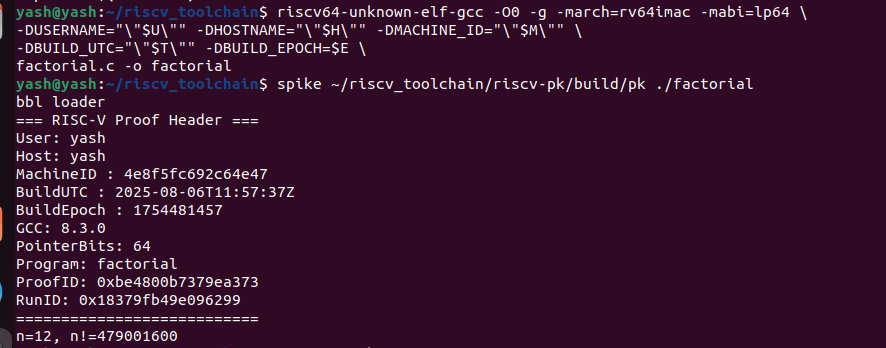 yash@yash:~/riscv_toolchain$ riscv64-unknown-elf-gcc -O0 -g -march=rv64imac -mabi=lp64 \
-DUSERNAME="\"$U\"" -DHOSTNAME="\"$H\"" -DMACHINE_ID="\"$M\"" \
-DBUILD_UTC="\"$T\"" -DBUILD_EPOCH=$E \
factorial.c -o factorial
yash@yash:~/riscv_toolchain$ spike ~/riscv_toolchain/riscv-pk/build/pk ./factorial
bbl loader
=== RISC-V Proof Header ===
User: yash
Host: yash
MachineID : 4e8f5fc692c64e47
BuildUTC : 2025-08-06T11:57:37Z
BuildEpoch : 1754481457
GCC: 8.3.0
PointerBits: 64
Program: factorial
ProofID: 0xbe4800b7379ea373
RunID: 0x18379fb49e096299
===========================
n=12, n!=479001600